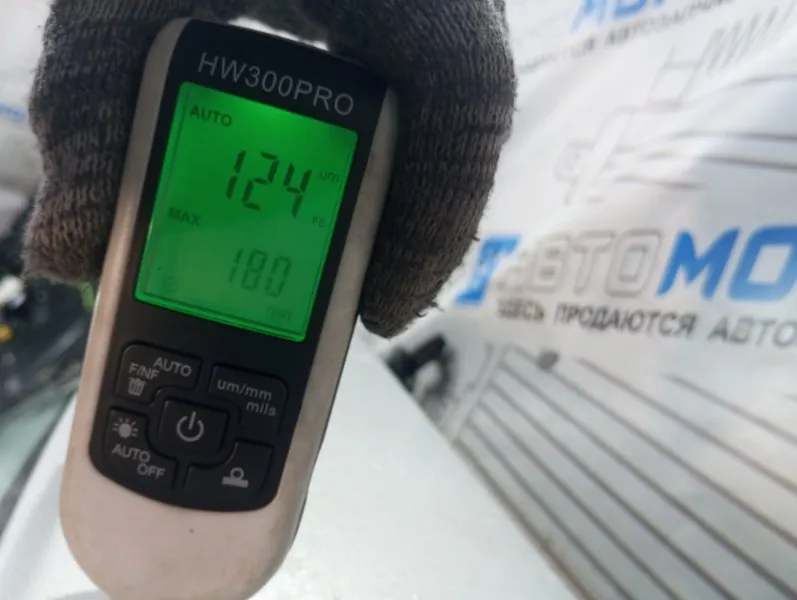 HW300PRO
AUTO
124 um
Fe
MAX
180
F/NF AUTO
um/mm
mils
AUTO
OFF
АВТОМО
ЗДЕСЬ ПРОДАЮТСЯ АВТО